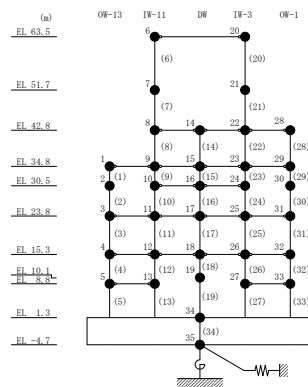 (m) OW-13 IW-11 DW IW-3 OW-1
EL 63.5 6 20
(6) (20)
EL 51.7 7 21
(7) (21)
EL 42.8 8 14 22 28
(8) (14) (22) (28)
EL 34.8 1 9 15 23 29
(1) (9) (15) (23) (29)
EL 30.5 2 10 16 24 30
(2) (10) (16) (24) (30)
EL 23.8 3 11 17 25 31
(3) (11) (17) (25) (31)
EL 15.3 4 12 18 26 32
(4) (12) (18) (26) (32)
EL 10.1 19
EL 8.8 5 13 27 33
(5) (13) (19) (27) (33)
EL 1.3 34
(34)
EL -4.7 35